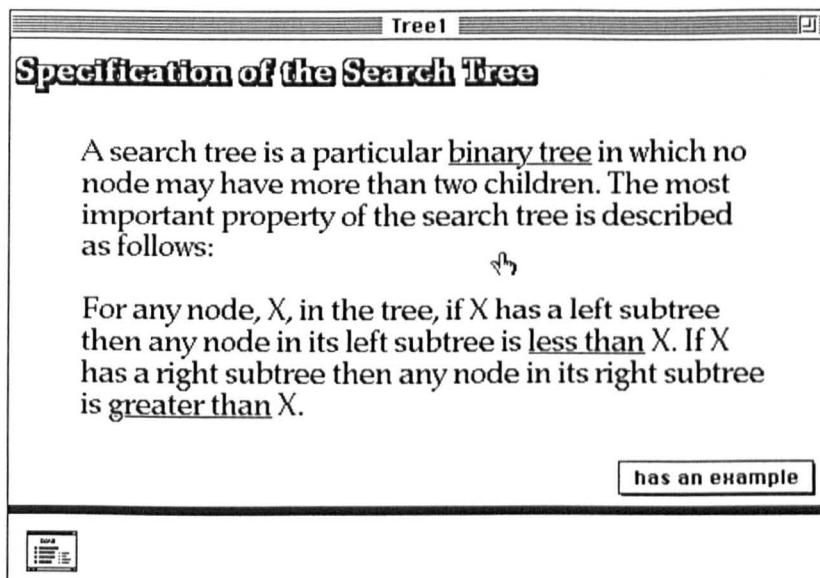 Tree1
Specification of the Search Tree
A search tree is a particular binary tree in which no
node may have more than two children. The most
important property of the search tree is described
as follows:
For any node, X, in the tree, if X has a left subtree
then any node in its left subtree is less than X. If X
has a right subtree then any node in its right subtree
is greater than X.
has an example